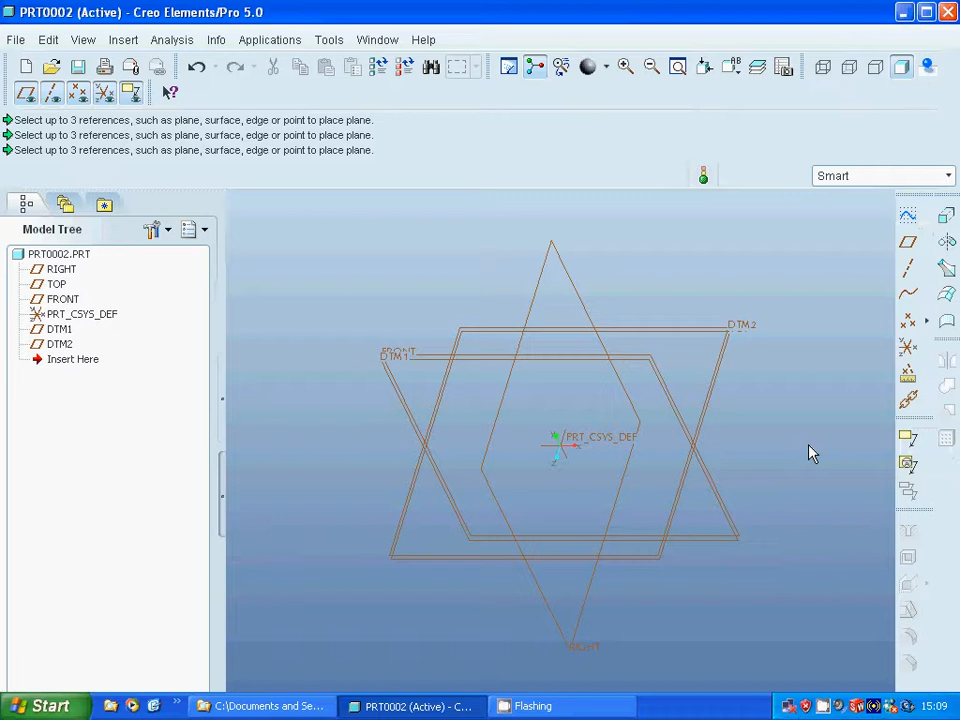 PRT0002 (Active) - Creo Elements/Pro 5.0
File Edit View Insert Analysis Info Applications Tools Window Help
Select up to 3 references, such as plane, surface, edge or point to place plane.
Select up to 3 references, such as plane, surface, edge or point to place plane.
Select up to 3 references, such as plane, surface, edge or point to place plane.
Smart
Model Tree
PRT0002.PRT
RIGHT
TOP
FRONT
PRT_CSYS_DEF
DTM1
DTM2
Insert Here
DTM2
FRONT
DTM1
PRT_CSYS_DEF
RIGHT
Start
C:\Documents and Se...
PRT0002 (Active) - C...
Flashing
15:09